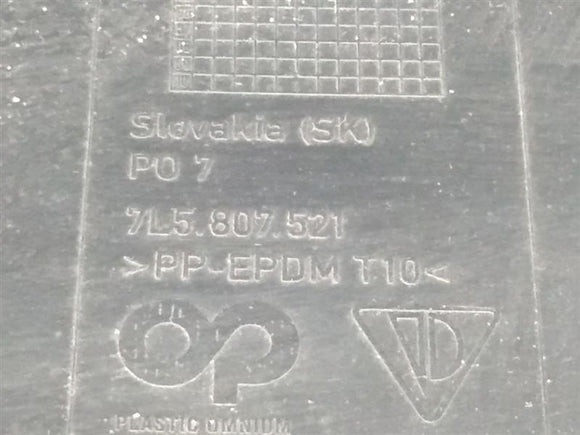 Slovakia (SK)
PO 7
7L5.807.521
>PP-EPDM T10<
PLASTIC OMNIUM